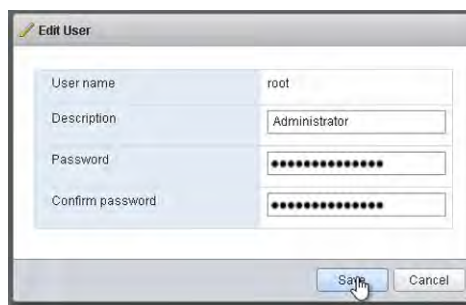 Edit User
User name root
Description Administrator
Password ●●●●●●●●●●●●●●
Confirm password ●●●●●●●●●●●●●●
Save Cancel